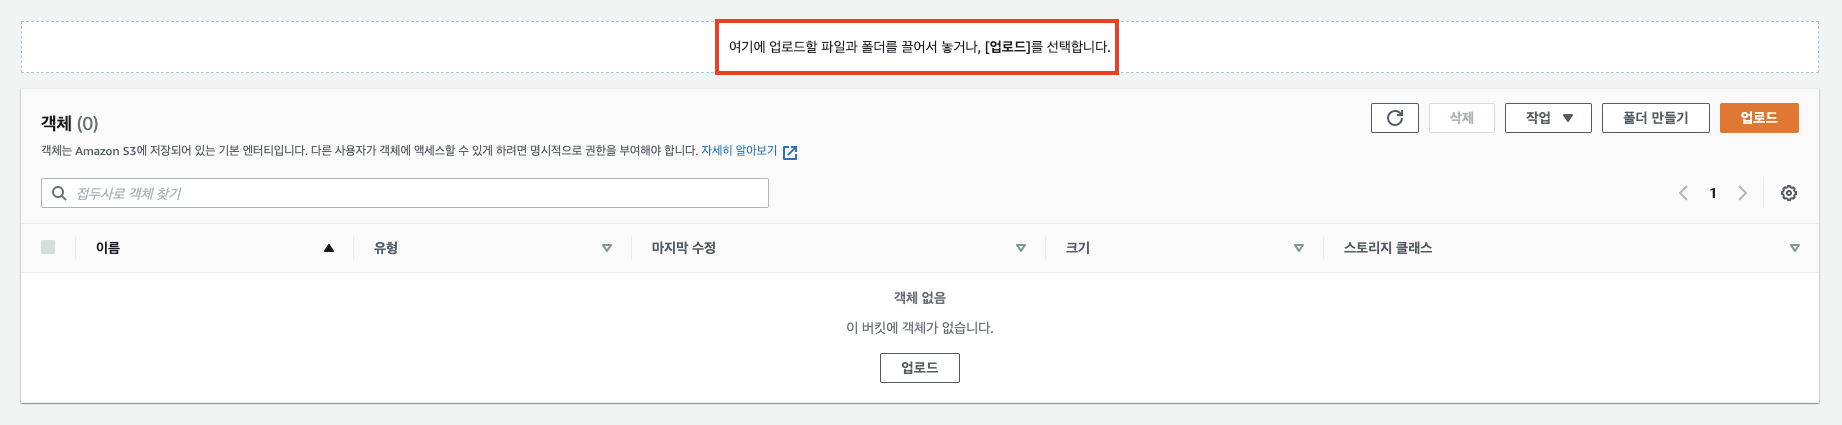 여기에 업로드할 파일과 폴더를 끌어서 놓거나, [업로드]를 선택합니다.
객체 (0)
삭제
작업
폴더 만들기
업로드
객체는 Amazon S3에 저장되어 있는 기본 엔터티입니다. 다른 사용자가 객체에 액세스할 수 있게 하려면 명시적으로 권한을 부여해야 합니다. 자세히 알아보기
접두사로 객체 찾기
1
이름 유형 마지막 수정 크기 스토리지 클래스
객체 없음
이 버킷에 객체가 없습니다.
업로드